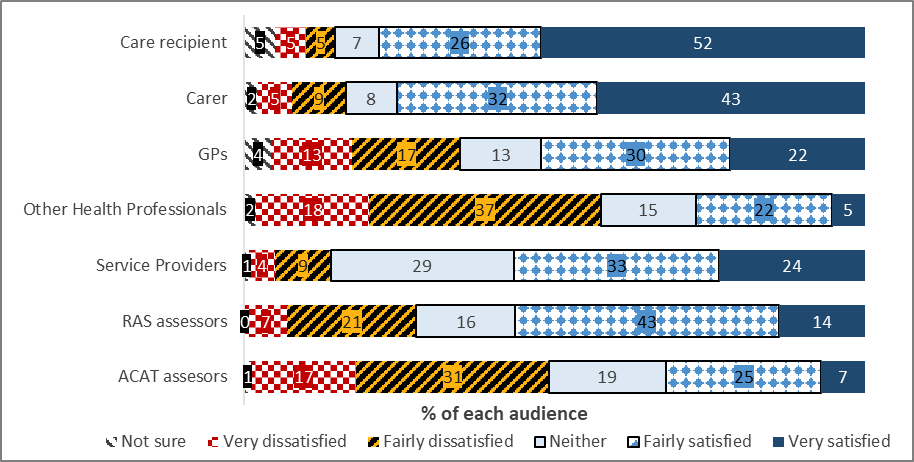 Care recipient 5 5 5 7 26 52
Carer 2 5 9 8 32 43
GPs 4 13 17 13 30 22
Other Health Professionals 2 18 37 15 22 5
Service Providers 1 4 9 29 33 24
RAS assessors 0 7 21 16 43 14
ACAT assesors 1 17 31 19 25 7
% of each audience
Not sure Very dissatisfied Fairly dissatisfied Neither Fairly satisfied Very satisfied